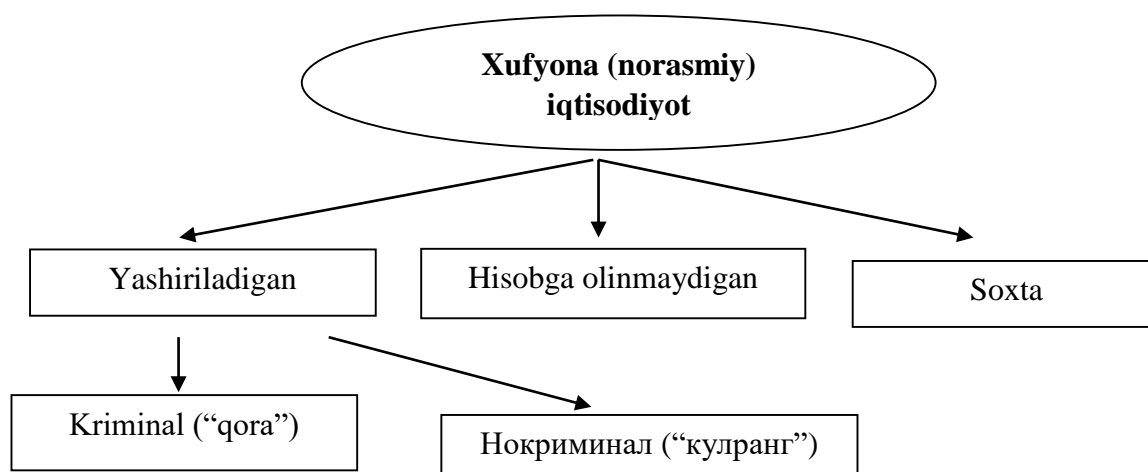 Xufyona (norasmiy)
iqtisodiyot
Yashiriladigan
Hisobga olinmaydigan
Soxta
Kriminal (“qora”)
Нокриминал (“кулранг”)